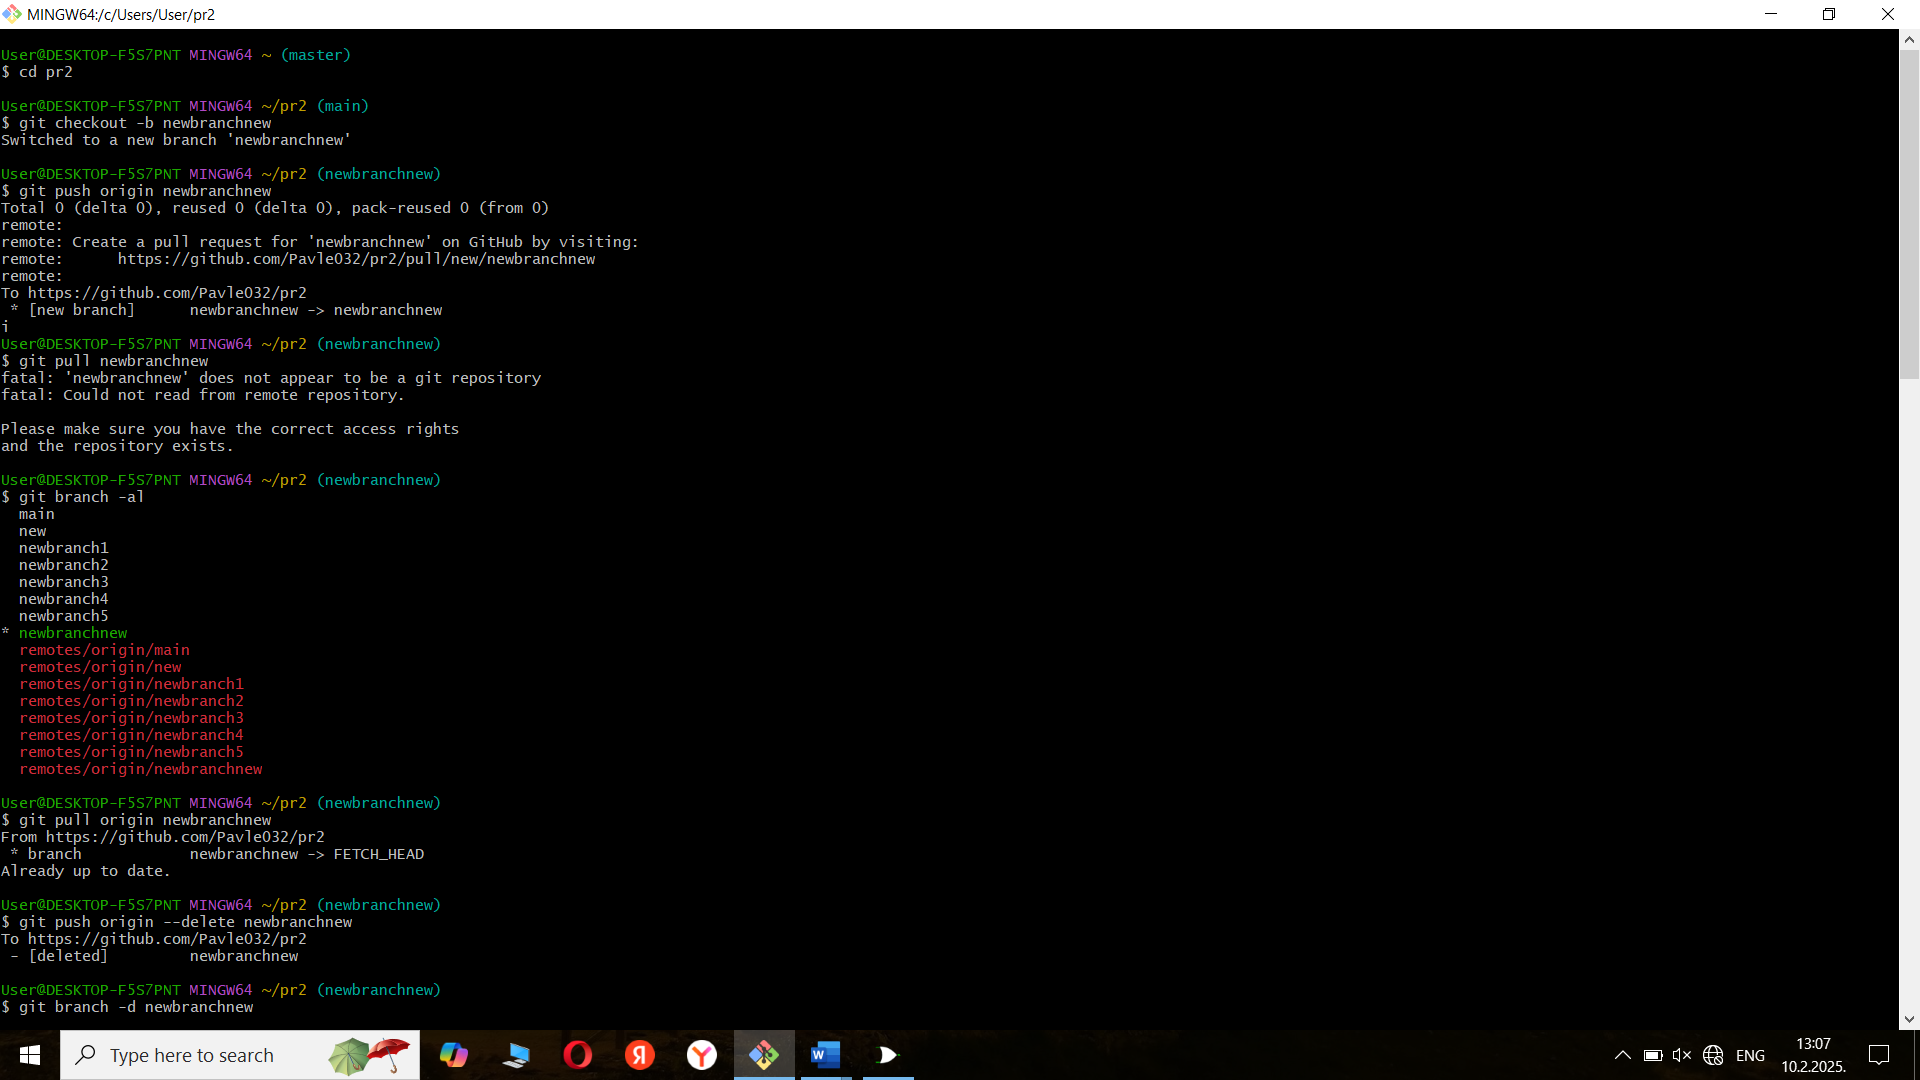 MINGW64:/c/Users/User/pr2
User@DESKTOP-F5S7PNT MINGW64 ~ (master)
$ cd pr2
User@DESKTOP-F5S7PNT MINGW64 ~/pr2 (main)
$ git checkout -b newbranchnew
Switched to a new branch 'newbranchnew'
User@DESKTOP-F5S7PNT MINGW64 ~/pr2 (newbranchnew)
$ git push origin newbranchnew
Total 0 (delta 0), reused 0 (delta 0), pack-reused 0 (from 0)
remote:
remote: Create a pull request for 'newbranchnew' on GitHub by visiting:
remote:      https://github.com/Pavle032/pr2/pull/new/newbranchnew
remote:
To https://github.com/Pavle032/pr2
 * [new branch]      newbranchnew -> newbranchnew
i
User@DESKTOP-F5S7PNT MINGW64 ~/pr2 (newbranchnew)
$ git pull newbranchnew
fatal: 'newbranchnew' does not appear to be a git repository
fatal: Could not read from remote repository.
Please make sure you have the correct access rights
and the repository exists.
User@DESKTOP-F5S7PNT MINGW64 ~/pr2 (newbranchnew)
$ git branch -al
  main
  new
  newbranch1
  newbranch2
  newbranch3
  newbranch4
  newbranch5
* newbranchnew
  remotes/origin/main
  remotes/origin/new
  remotes/origin/newbranch1
  remotes/origin/newbranch2
  remotes/origin/newbranch3
  remotes/origin/newbranch4
  remotes/origin/newbranch5
  remotes/origin/newbranchnew
User@DESKTOP-F5S7PNT MINGW64 ~/pr2 (newbranchnew)
$ git pull origin newbranchnew
From https://github.com/Pavle032/pr2
 * branch            newbranchnew -> FETCH_HEAD
Already up to date.
User@DESKTOP-F5S7PNT MINGW64 ~/pr2 (newbranchnew)
$ git push origin --delete newbranchnew
To https://github.com/Pavle032/pr2
 - [deleted]         newbranchnew
User@DESKTOP-F5S7PNT MINGW64 ~/pr2 (newbranchnew)
$ git branch -d newbranchnew
Type here to search
Я
Y
W
ENG
13:07
10.2.2025.